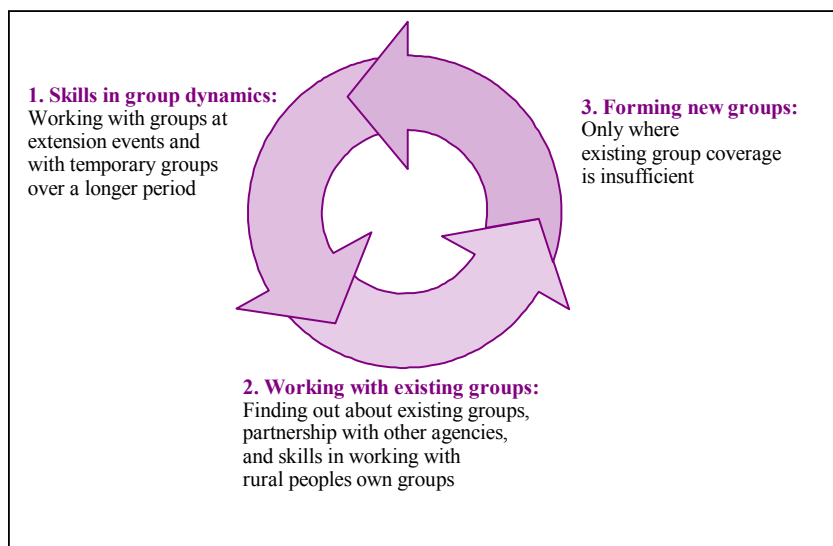 1. Skills in group dynamics:
Working with groups at
extension events and
with temporary groups
over a longer period
2. Working with existing groups:
Finding out about existing groups,
partnership with other agencies,
and skills in working with
rural peoples own groups
3. Forming new groups:
Only where
existing group coverage
is insufficient